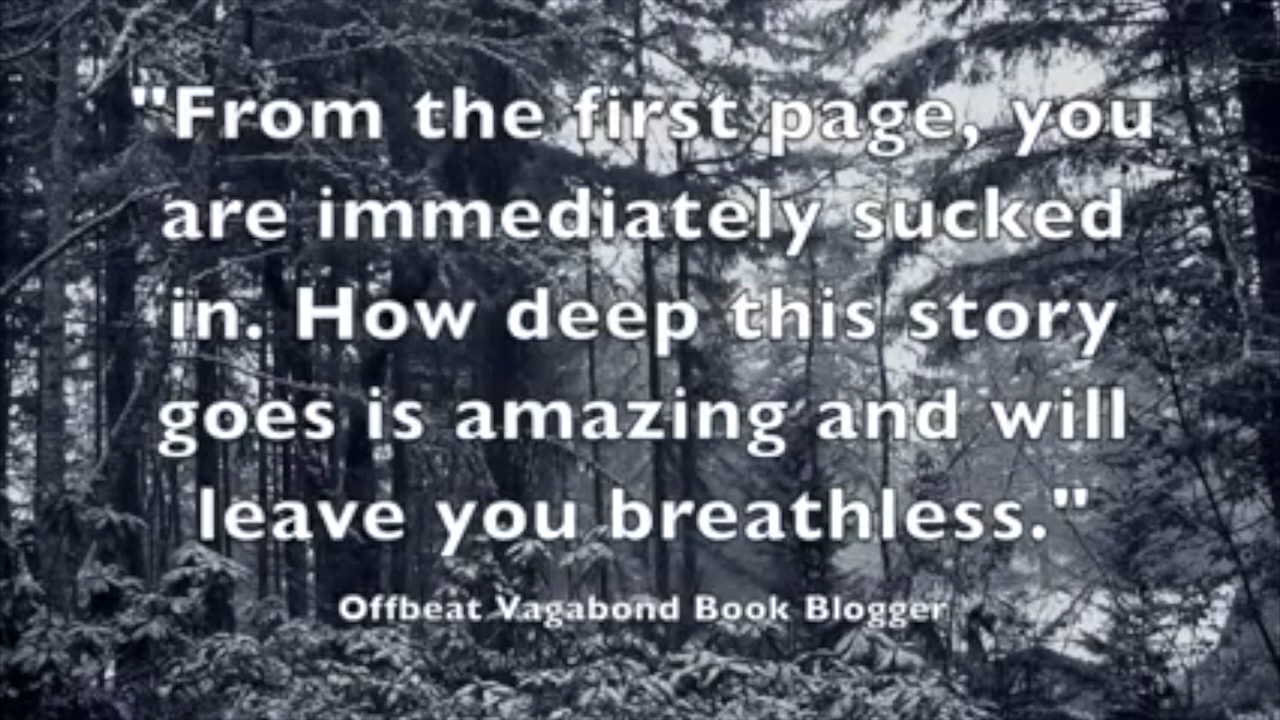 "From the first page, you
are immediately sucked
in. How deep this story
goes is amazing and will
leave you breathless."
Offbeat Vagabond Book Blogger